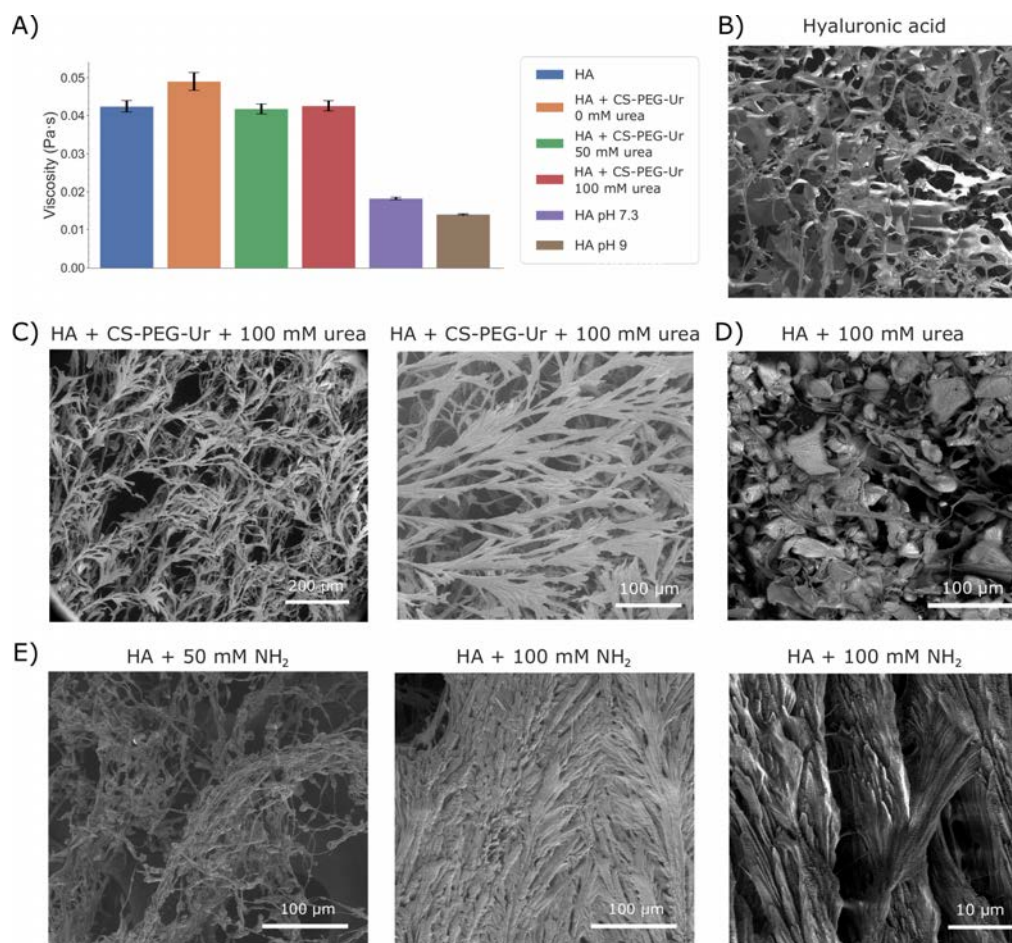 A)
Viscosity (Pa·s)
0.05
0.04
0.03
0.02
0.01
0.00
HA
HA + CS-PEG-Ur
0 mM urea
HA + CS-PEG-Ur
50 mM urea
HA + CS-PEG-Ur
100 mM urea
HA pH 7.3
HA pH 9
B)
Hyaluronic acid
C)
HA + CS-PEG-Ur + 100 mM urea
200 µm
HA + CS-PEG-Ur + 100 mM urea
100 µm
D)
HA + 100 mM urea
100 µm
E)
HA + 50 mM NH₂
100 µm
HA + 100 mM NH₂
100 µm
HA + 100 mM NH₂
10 µm